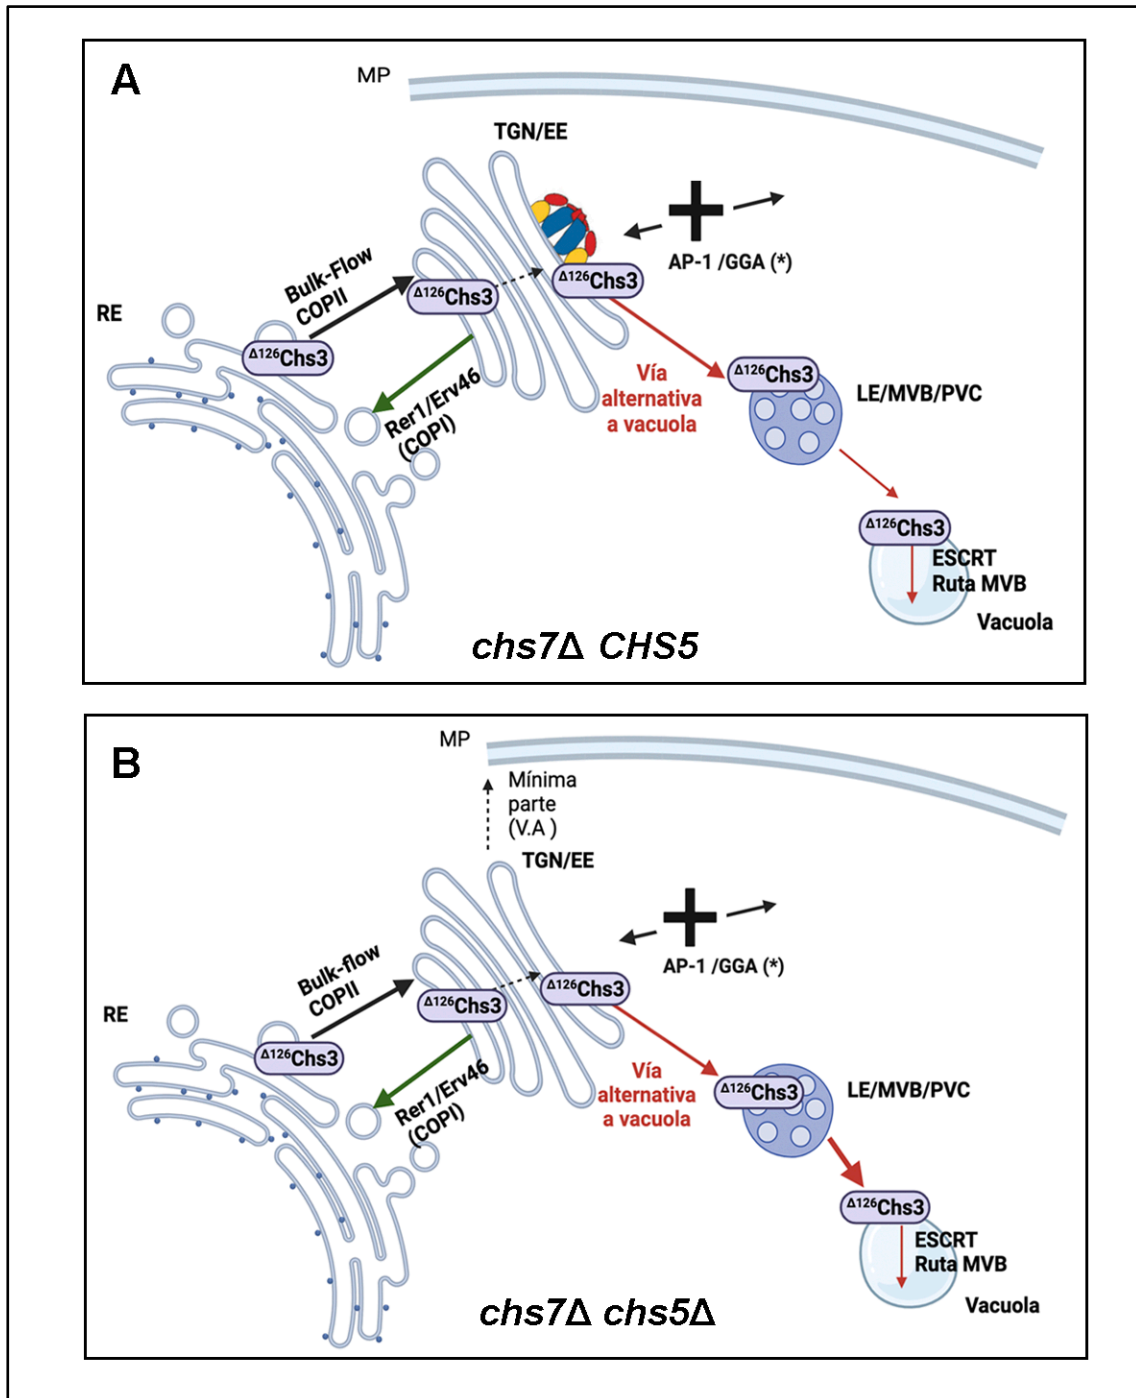 A
MP
TGN/EE
AP-1 /GGA (*)
Δ126Chs3
Bulk-Flow
COPII
Δ126Chs3
RE
Δ126Chs3
Rer1/Erv46
(COPI)
Vía
alternativa
a vacuola
Δ126Chs3
LE/MVB/PVC
Δ126Chs3
ESCRT
Ruta MVB
Vacuola
chs7Δ CHS5
B
MP
Mínima
parte
(V.A )
TGN/EE
AP-1 /GGA (*)
Bulk-flow
COPII
Δ126Chs3
Δ126Chs3
RE
Δ126Chs3
Rer1/Erv46
(COPI)
Vía
alternativa
a vacuola
Δ126Chs3
LE/MVB/PVC
Δ126Chs3
ESCRT
Ruta MVB
Vacuola
chs7Δ chs5Δ